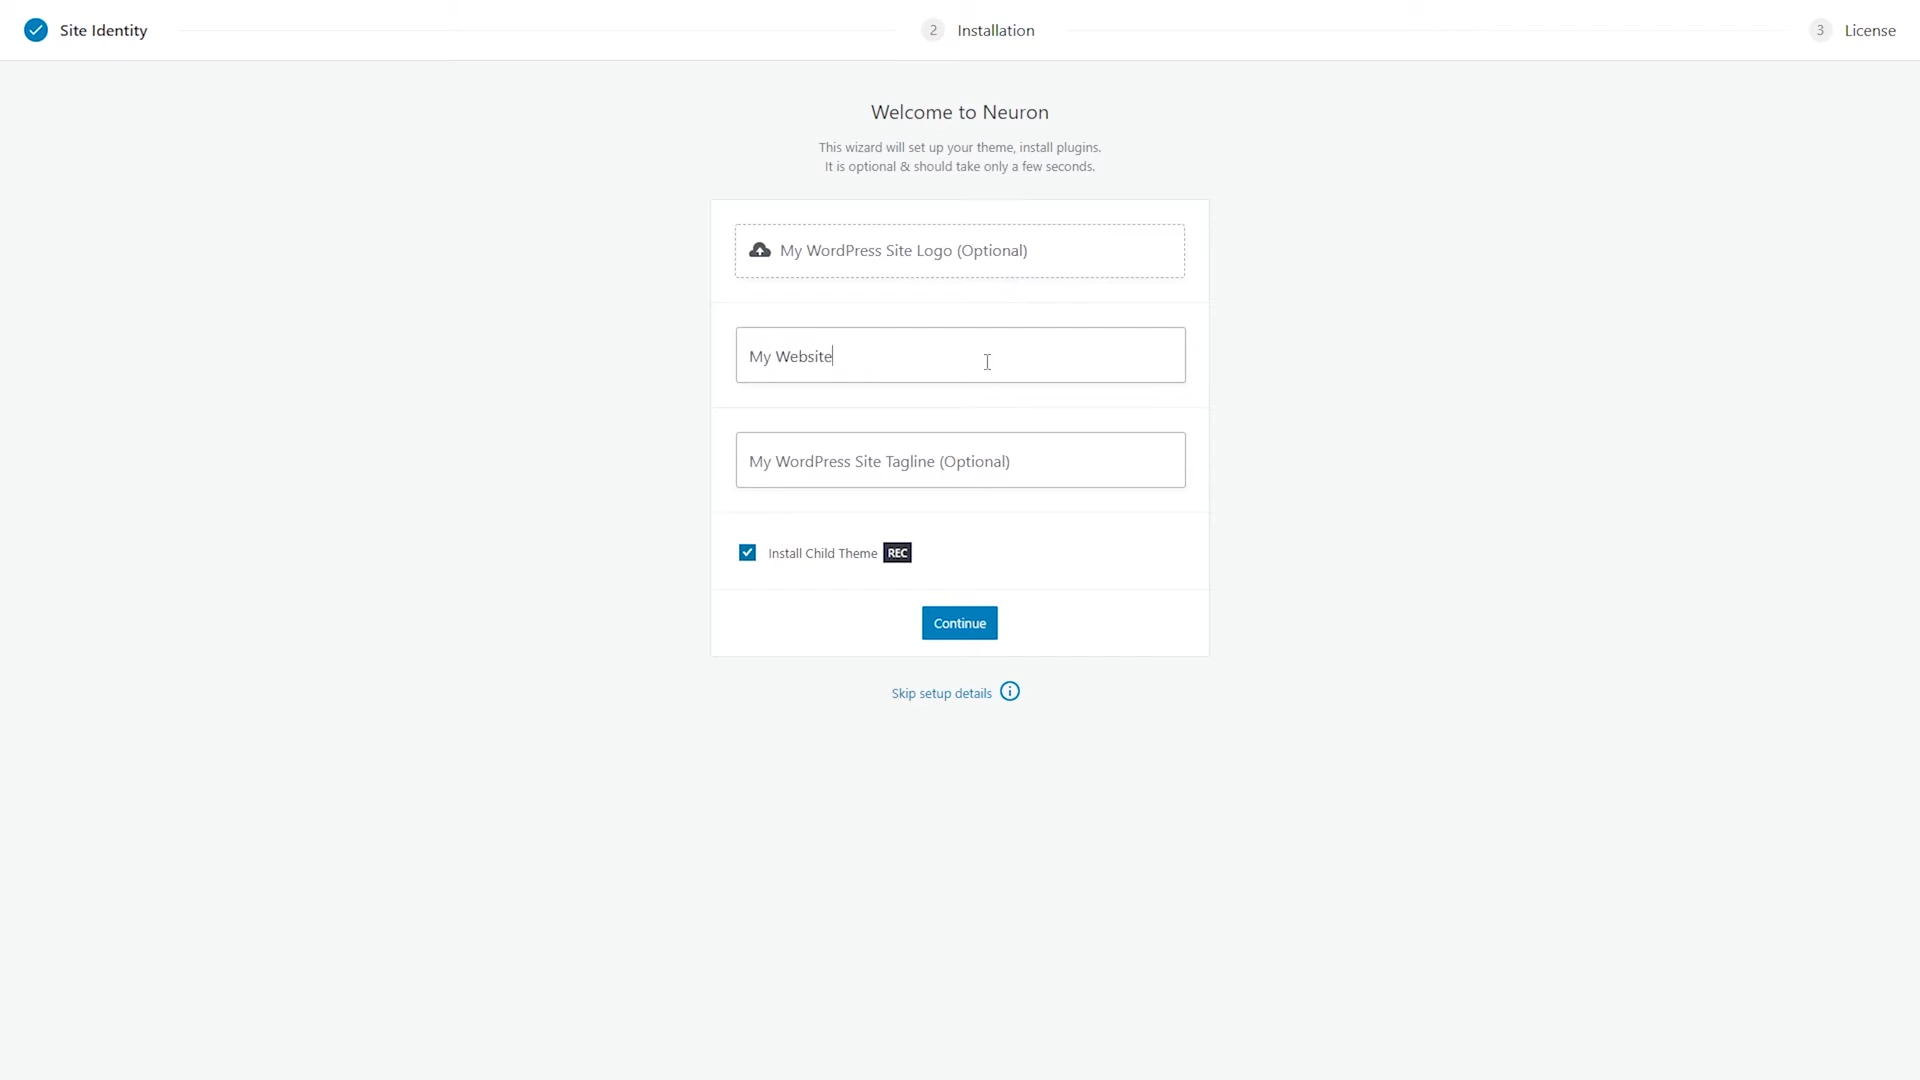 Site Identity
2 Installation
3 License
Welcome to Neuron
This wizard will set up your theme, install plugins.
It is optional & should take only a few seconds.
My WordPress Site Logo (Optional)
My Website
My WordPress Site Tagline (Optional)
Install Child Theme REC
Continue
Skip setup details